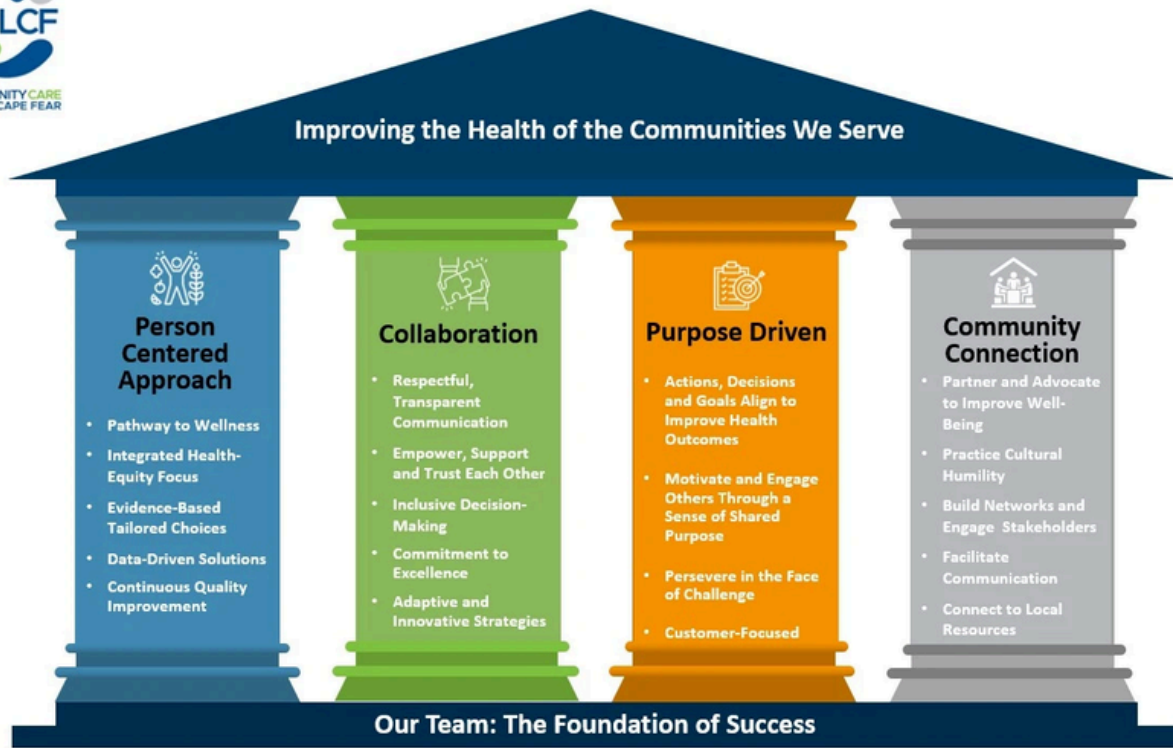 LCF
NITY CARE
CAPE FEAR
Improving the Health of the Communities We Serve
Person
Centered
Approach
• Pathway to Wellness
• Integrated Health-
Equity Focus
• Evidence-Based
Tailored Choices
• Data-Driven Solutions
• Continuous Quality
Improvement
Collaboration
• Respectful,
Transparent
Communication
• Empower, Support
and Trust Each Other
• Inclusive Decision-
Making
• Commitment to
Excellence
• Adaptive and
Innovative Strategies
Purpose Driven
• Actions, Decisions
and Goals Align to
Improve Health
Outcomes
• Motivate and Engage
Others Through a
Sense of Shared
Purpose
• Persevere in the Face
of Challenge
• Customer-Focused
Community
Connection
• Partner and Advocate
to Improve Well-
Being
• Practice Cultural
Humility
• Build Networks and
Engage Stakeholders
• Facilitate
Communication
• Connect to Local
Resources
Our Team: The Foundation of Success